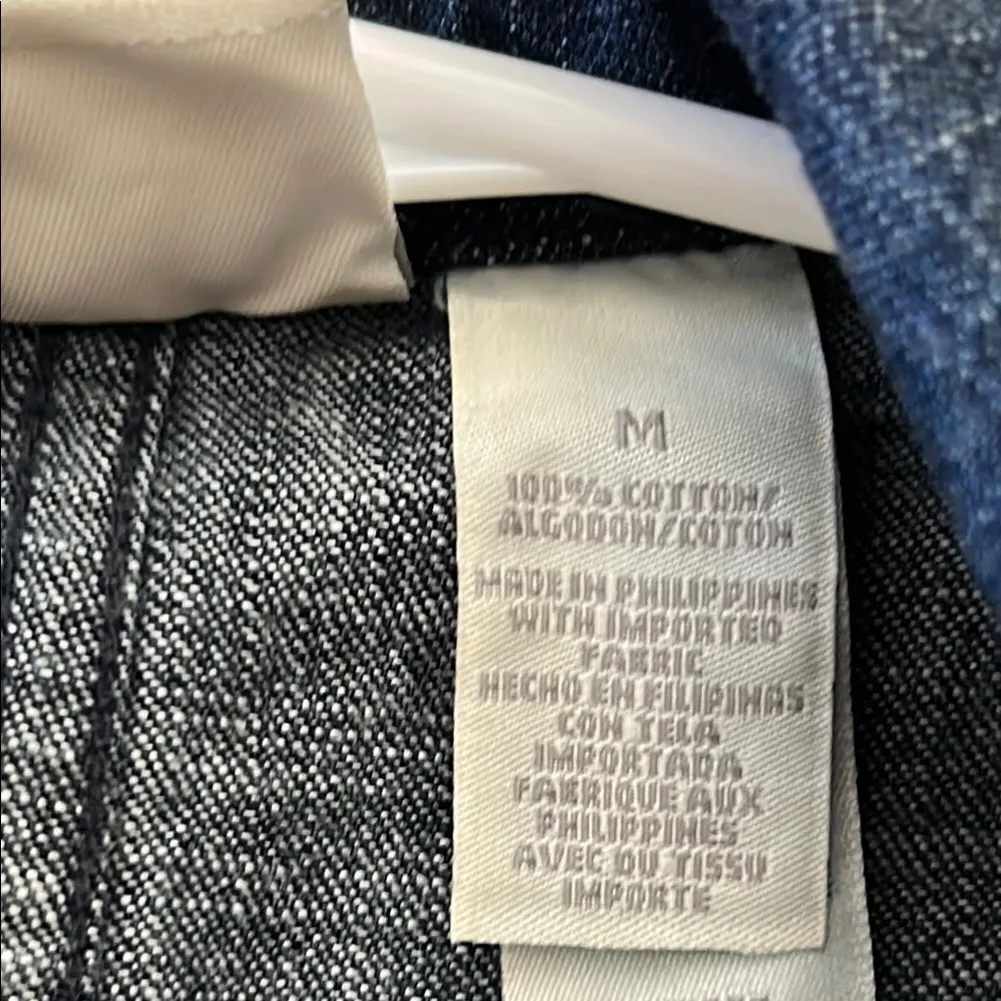 M
100% COTTON/
ALGODON/COTON
MADE IN PHILIPPINES
WITH IMPORTED
FABRIC
HECHO EN FILIPINAS
CON TELA
IMPORTADA
FABRIQUE AUX
PHILIPPINES
AVEC DU TISSU
IMPORTE